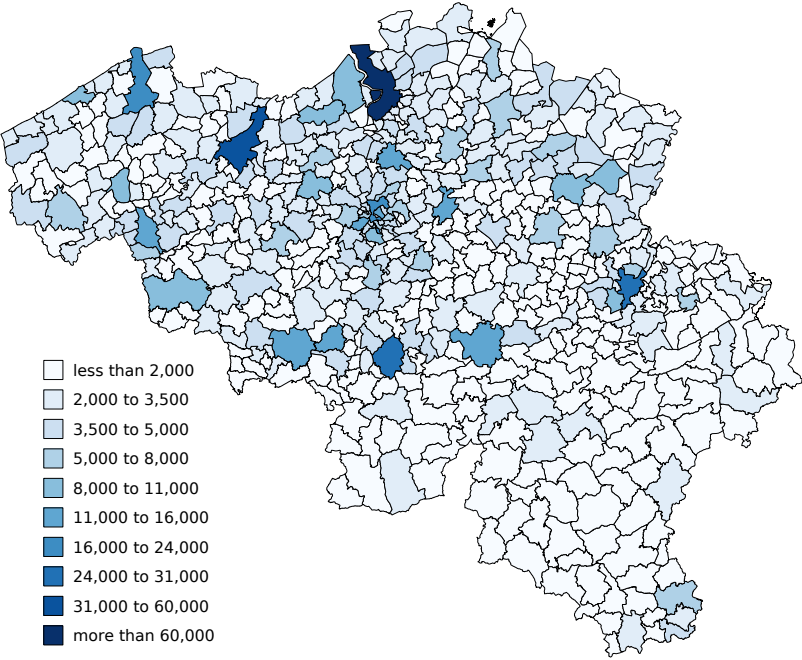 less than 2,000
2,000 to 3,500
3,500 to 5,000
5,000 to 8,000
8,000 to 11,000
11,000 to 16,000
16,000 to 24,000
24,000 to 31,000
31,000 to 60,000
more than 60,000